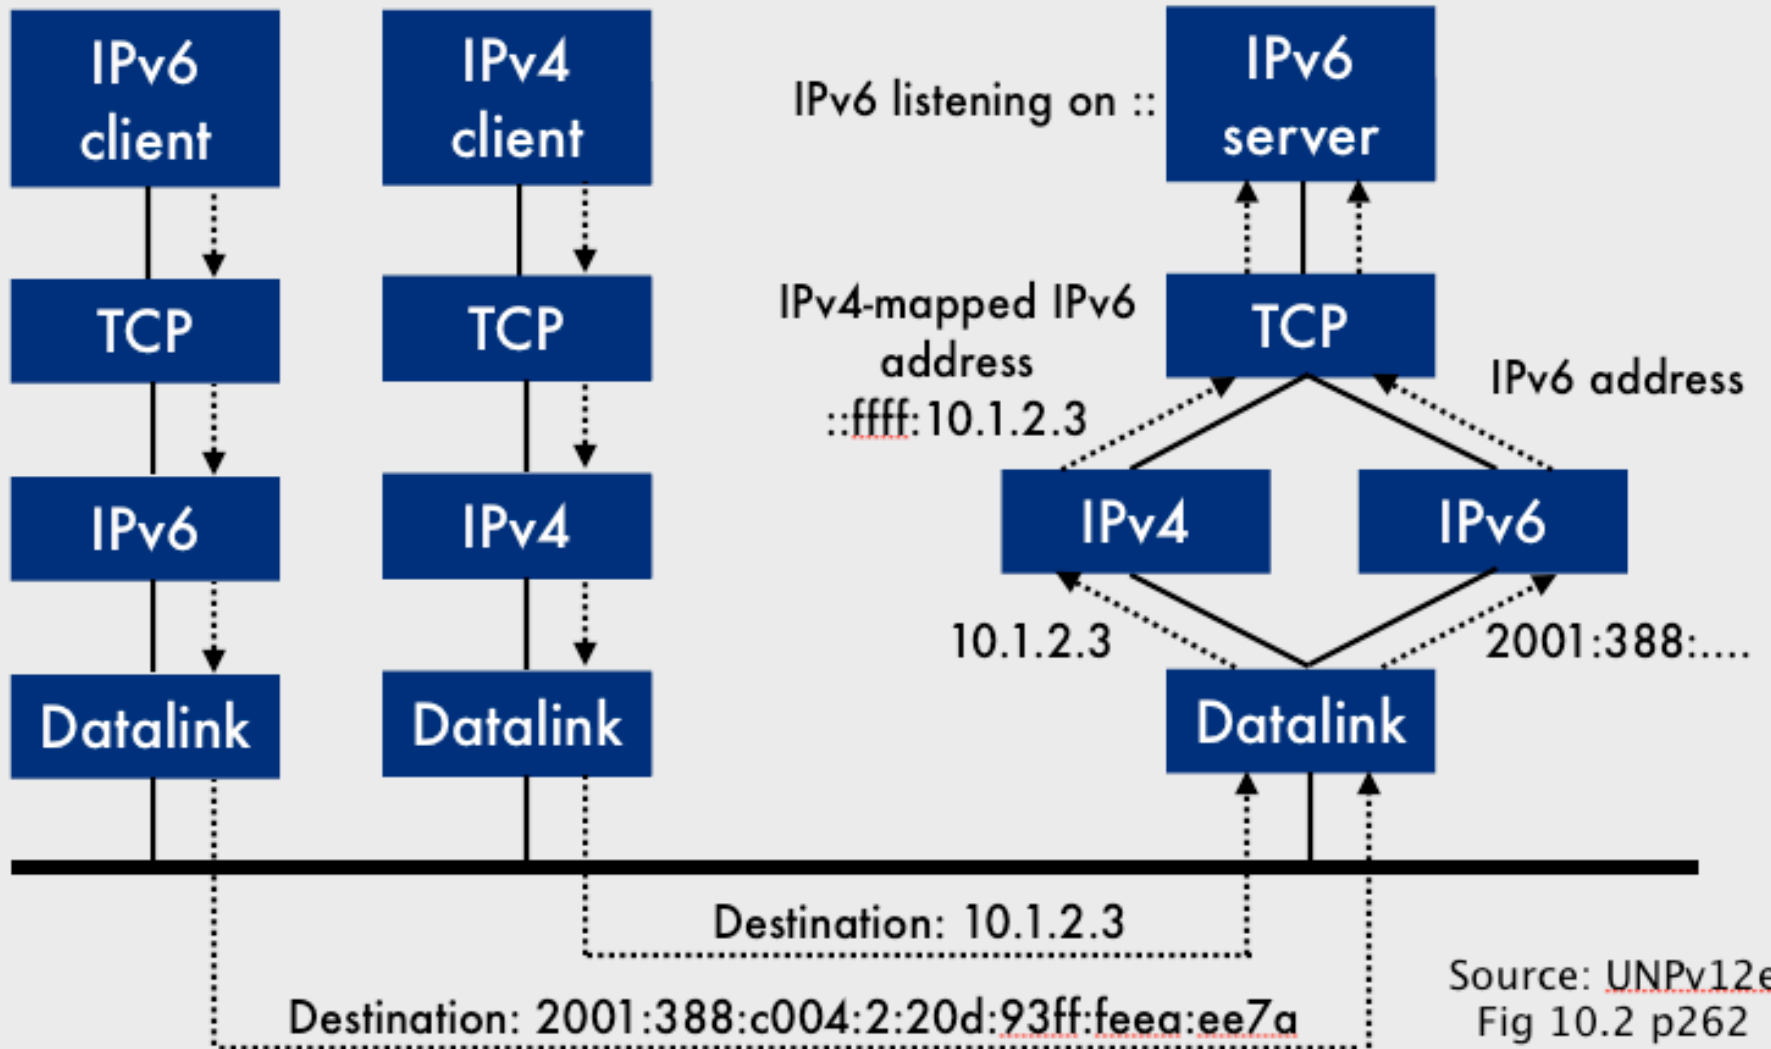 IPv6
client
IPv4
client
IPv6 listening on ::
IPv6
server
TCP
TCP
IPv4-mapped IPv6
address
::ffff:10.1.2.3
TCP
IPv6 address
IPv6
IPv4
IPv4
IPv6
10.1.2.3
2001:388:....
Datalink
Datalink
Datalink
Destination: 10.1.2.3
Destination: 2001:388:c004:2:20d:93ff:feea:ee7a
Source: UNPv12e
Fig 10.2 p262